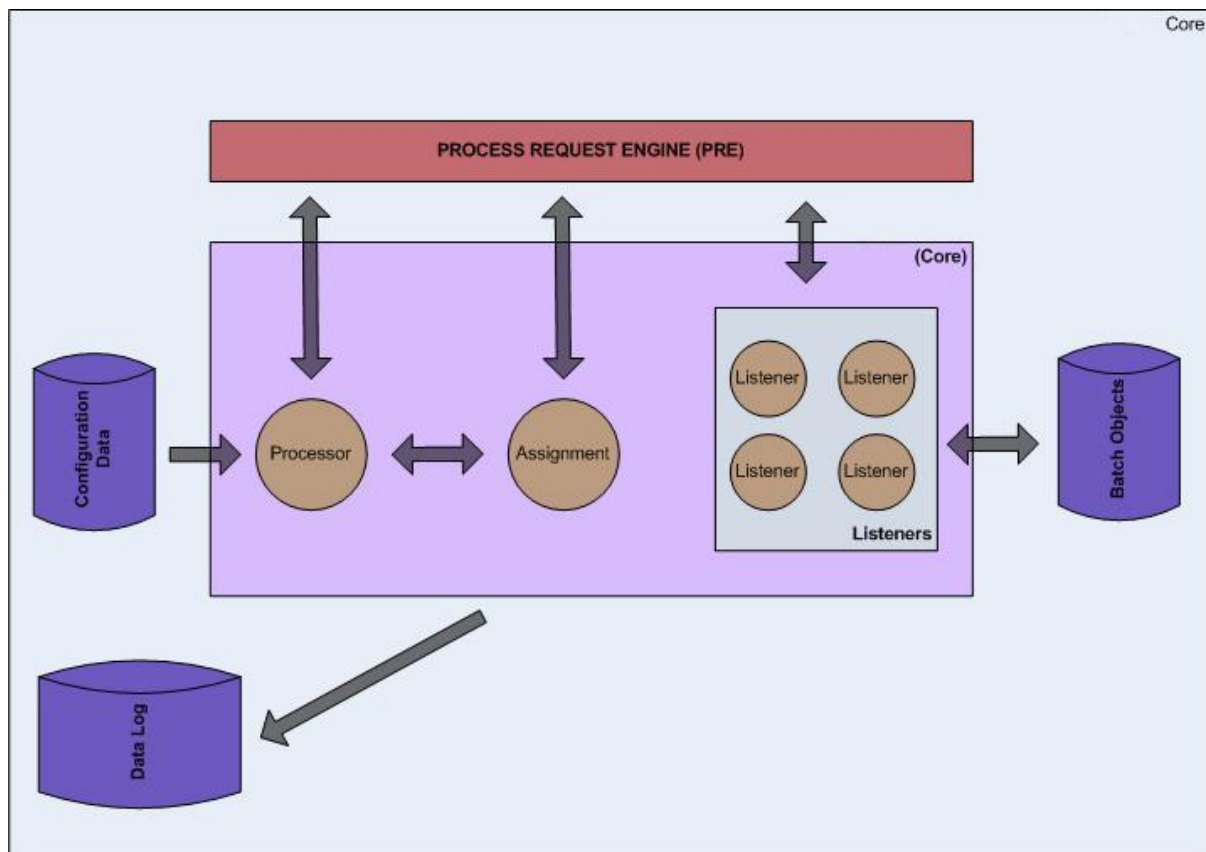 Core
PROCESS REQUEST ENGINE (PRE)
(Core)
Configuration
Data
Processor
Assignment
Listener
Listener
Listener
Listener
Listeners
Batch Objects
Data Log